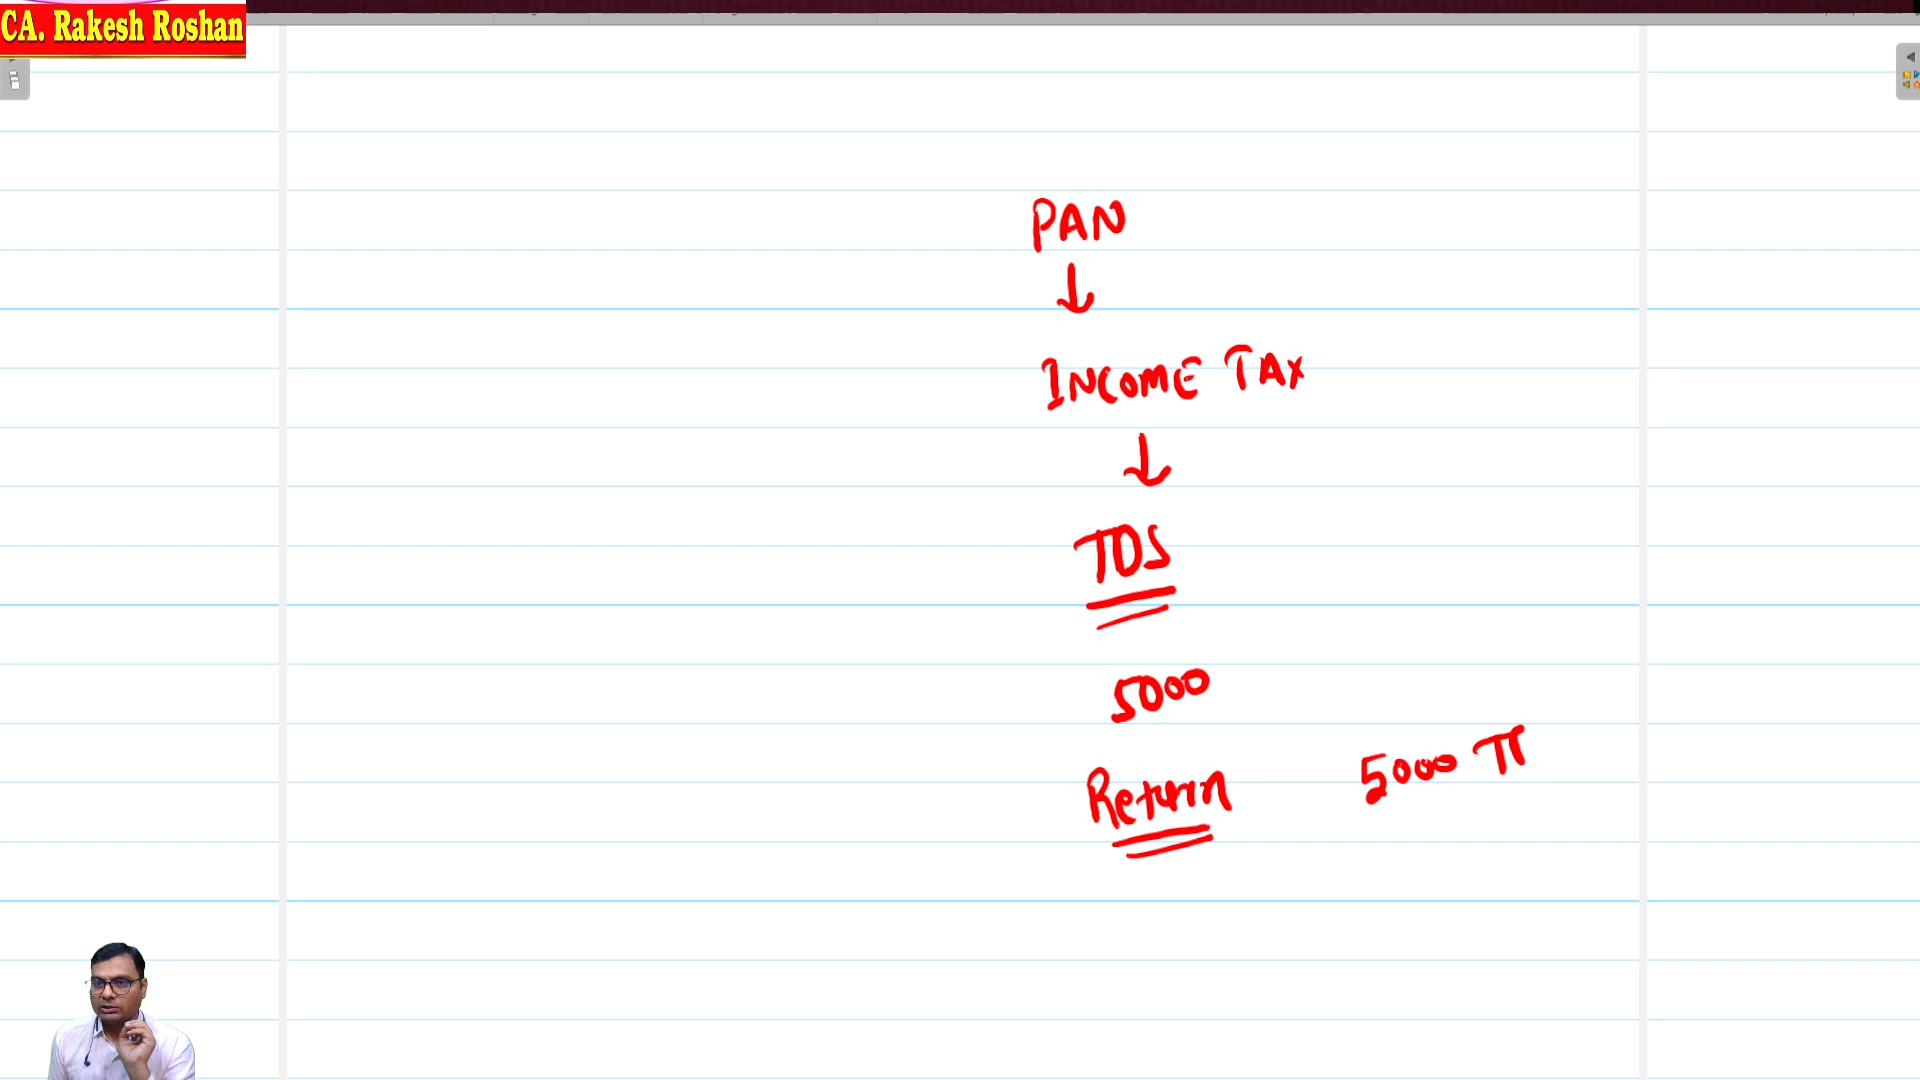 CA. Rakesh Roshan
PAN
↓
INCOME TAX
↓
TDS
5000
5000
Return